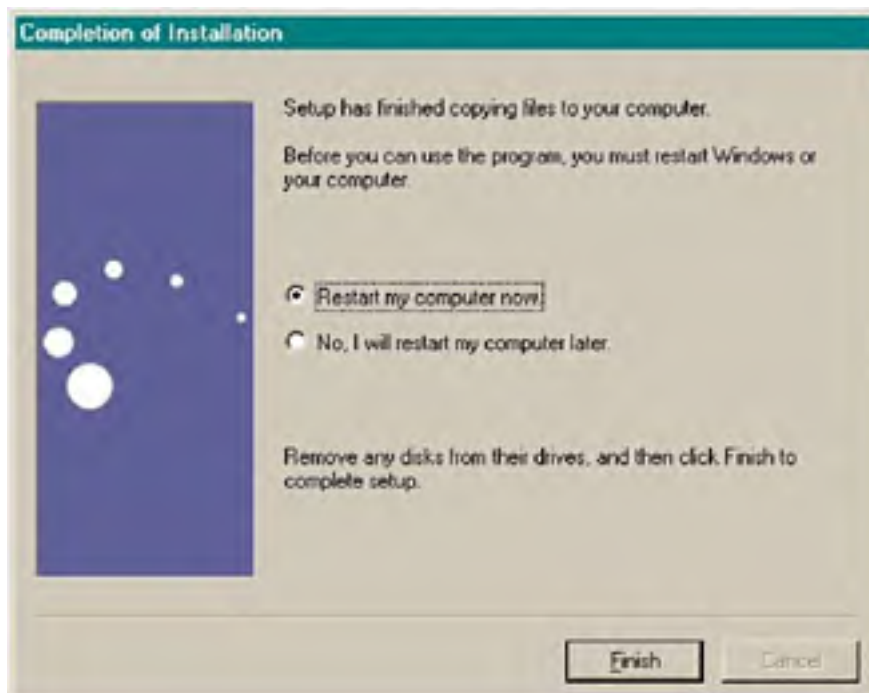 Completion of Installation
Setup has finished copying files to your computer.
Before you can use the program, you must restart Windows or
your computer.
Restart my computer now.
No, I will restart my computer later.
Remove any disks from their drives, and then click Finish to
complete setup.
Finish
Cancel